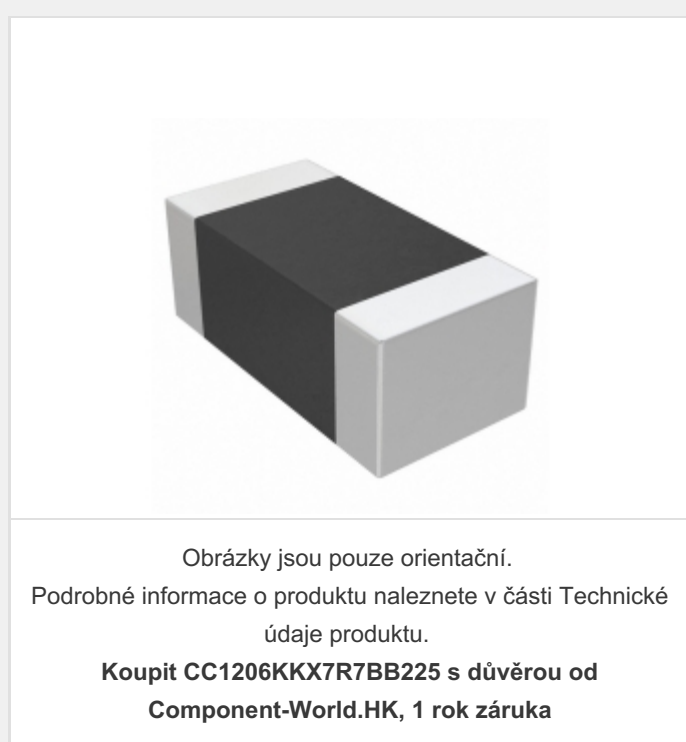 Obrázky jsou pouze orientační.
Podrobné informace o produktu naleznete v části Technické
údaje produktu.
Koupit CC1206KKX7R7BB225 s důvěrou od
Component-World.HK, 1 rok záruka